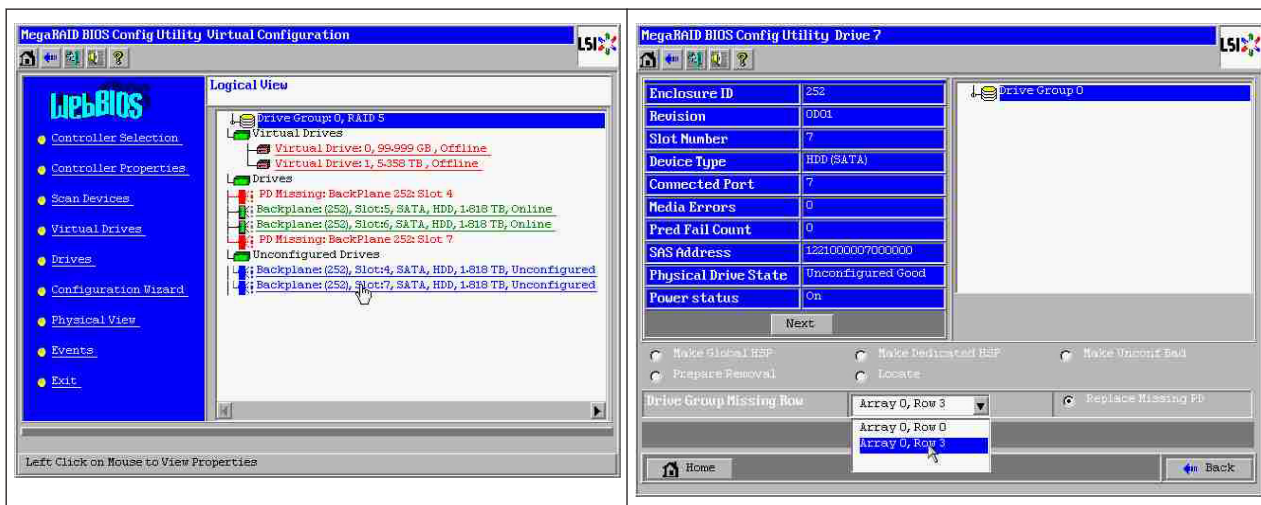 MegaRAID BIOS Config Utility Virtual Configuration
LSI
WebBIOS
Controller Selection
Controller Properties
Scan Devices
Virtual Drives
Drives
Configuration Wizard
Physical View
Events
Exit
Logical View
Drive Group: 0, RAID 5
Virtual Drives
Virtual Drive: 0, 99.999 GB, Offline
Virtual Drive: 1, 5.358 TB, Offline
Drives
PD Missing: BackPlane 252: Slot 4
Backplane: (252), Slot:5, SATA, HDD, 1.818 TB, Online
Backplane: (252), Slot:6, SATA, HDD, 1.818 TB, Online
PD Missing: BackPlane 252: Slot 7
Unconfigured Drives
Backplane: (252), Slot:4, SATA, HDD, 1.818 TB, Unconfigured
Backplane: (252), Slot:7, SATA, HDD, 1.818 TB, Unconfigured
Left Click on Mouse to View Properties
MegaRAID BIOS Config Utility Drive 7
LSI
Enclosure ID 252
Revision 0D01
Slot Number 7
Device Type HDD (SATA)
Connected Port 7
Media Errors 0
Pred Fail Count 0
SAS Address 1221000007000000
Physical Drive State Unconfigured Good
Power status On
Next
Drive Group 0
Make Global HSP Make Dedicated HSP Make Unconf Bad
Prepare Removal Locate
Drive Group Missing Row Array 0, Row 3 Replace Missing PD
Array 0, Row 0
Array 0, Row 3
Home Back